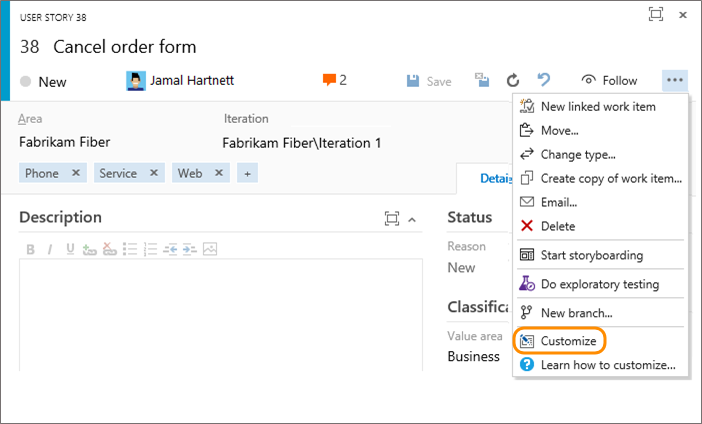 USER STORY 38
38 Cancel order form
New Jamal Hartnett 2 Save Follow ...
Area Iteration
Fabrikam Fiber Fabrikam Fiber\Iteration 1
Phone × Service × Web × +
Details
Description
B I U
Status
Reason
New
Classifica
Value area
Business
New linked work item
Move...
Change type...
Create copy of work item...
Email...
Delete
Start storyboarding
Do exploratory testing
New branch...
Customize
Learn how to customize...